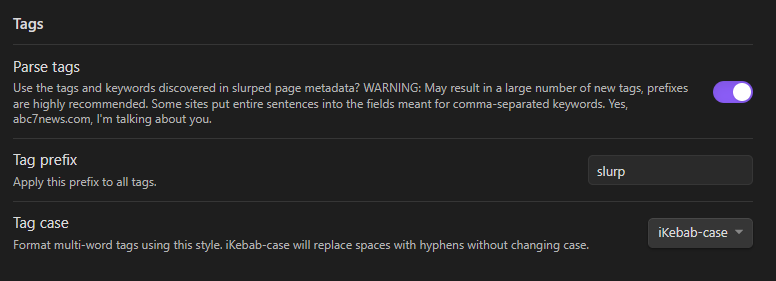 Tags
Parse tags
Use the tags and keywords discovered in slurped page metadata? WARNING: May result in a large number of new tags, prefixes
are highly recommended. Some sites put entire sentences into the fields meant for comma-separated keywords. Yes,
abc7news.com, I'm talking about you.
Tag prefix
Apply this prefix to all tags.
slurp
Tag case
Format multi-word tags using this style. iKebab-case will replace spaces with hyphens without changing case.
iKebab-case